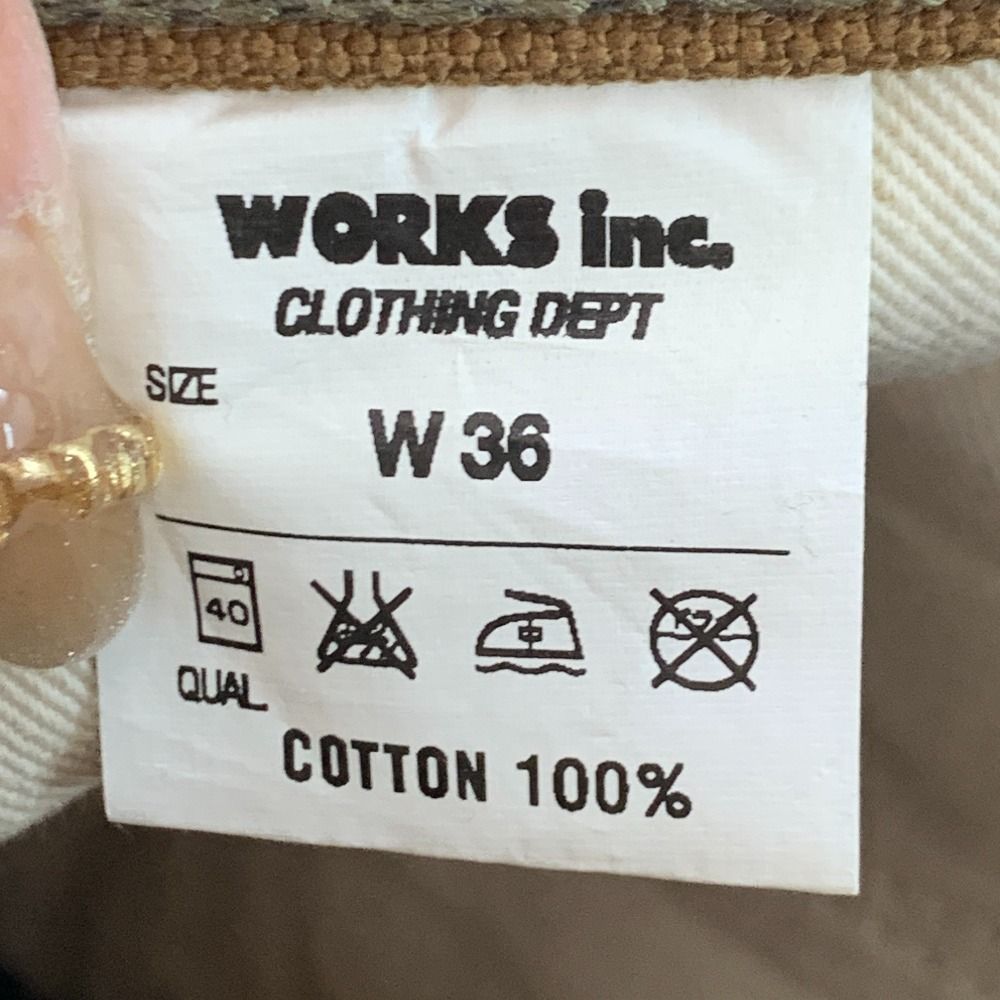 WORKS inc.
CLOTHING DEPT
SIZE
W 36
40
QUAL
COTTON 100%